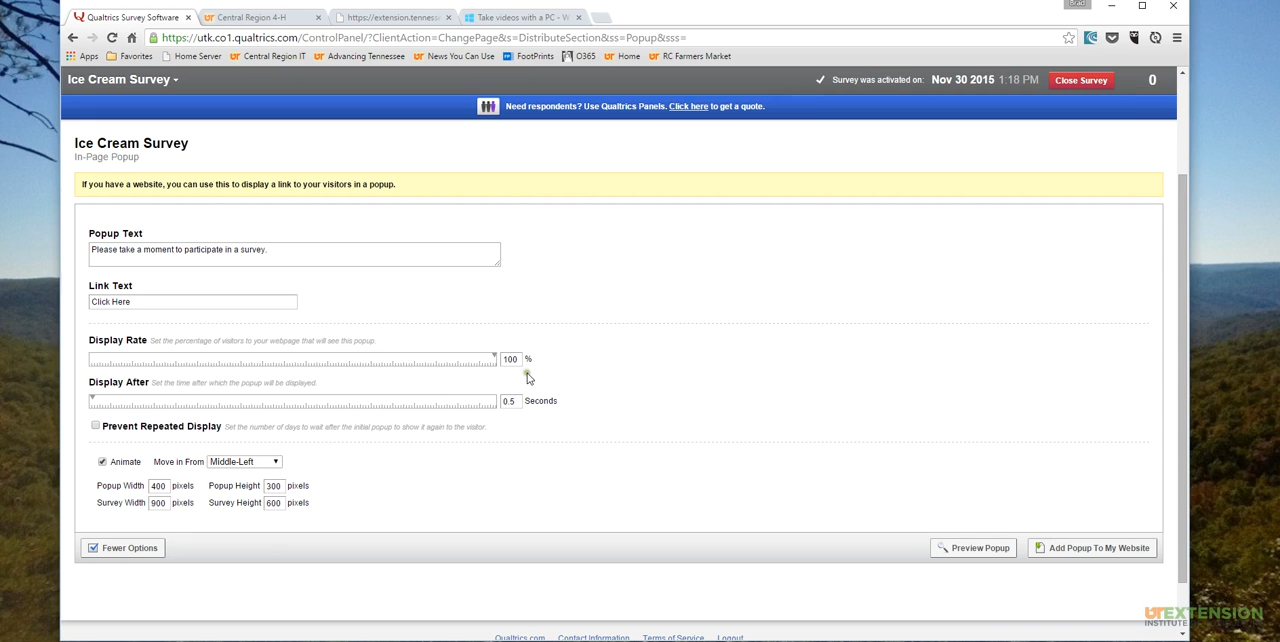 Brad
Qualtrics Survey Software
Central Region 4-H
https://extension.tenness
Take videos with a PC - W
https://utk.co1.qualtrics.com/ControlPanel/?ClientAction=ChangePage&s=DistributeSection&ss=Popup&sss=
Apps Favorites Home Server Central Region IT Advancing Tennessee News You Can Use FootPrints O365 Home RC Farmers Market
Ice Cream Survey
Survey was activated on: Nov 30 2015 1:18 PM Close Survey 0
Need respondents? Use Qualtrics Panels. Click here to get a quote.
Ice Cream Survey
In-Page Popup
If you have a website, you can use this to display a link to your visitors in a popup.
Popup Text
Please take a moment to participate in a survey.
Link Text
Click Here
Display Rate Set the percentage of visitors to your webpage that will see this popup.
100 %
Display After Set the time after which the popup will be displayed.
0.5 Seconds
Prevent Repeated Display Set the number of days to wait after the initial popup to show it again to the visitor.
Animate Move in From Middle-Left
Popup Width 400 pixels Popup Height 300 pixels
Survey Width 900 pixels Survey Height 600 pixels
Fewer Options Preview Popup Add Popup To My Website
UTEXTENSION
INSTITUTE
Qualtrics.com Contact Information Terms of Service Logout